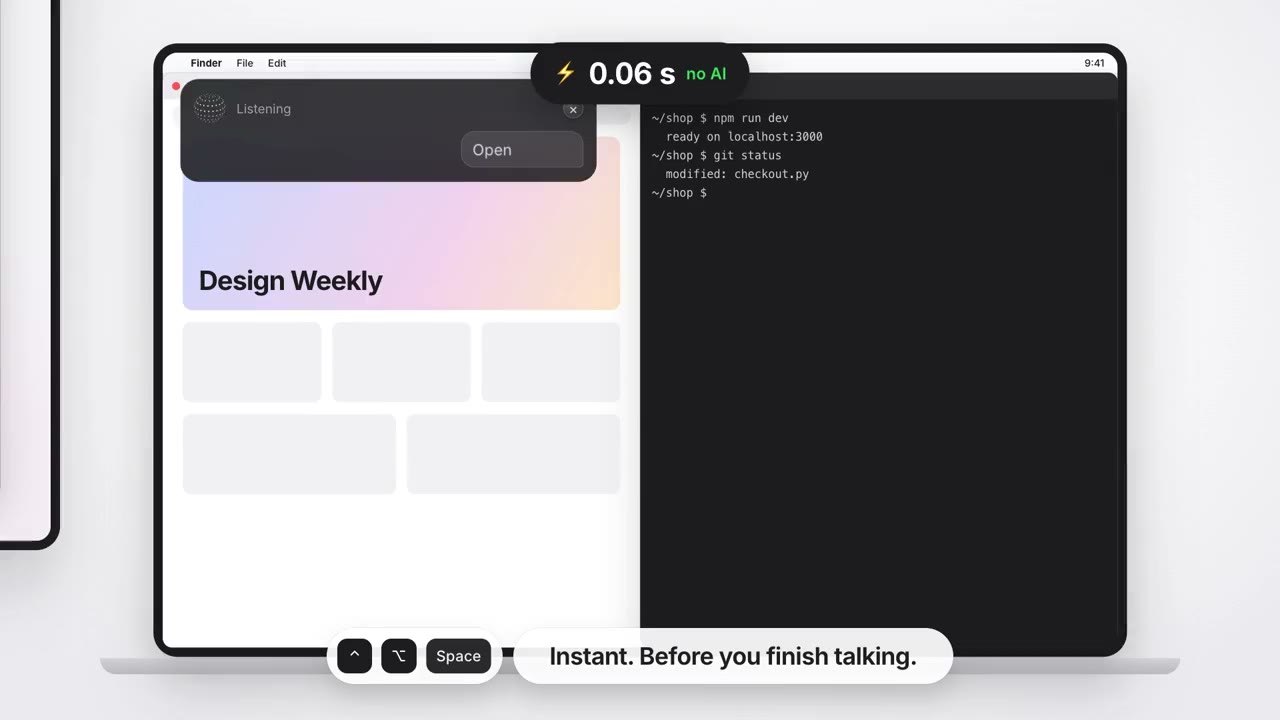 Finder File Edit
9:41
⚡ 0.06 s no AI
Listening
×
Open
Design Weekly
~/shop $ npm run dev
ready on localhost:3000
~/shop $ git status
modified: checkout.py
~/shop $
^ ⌥ Space
Instant. Before you finish talking.